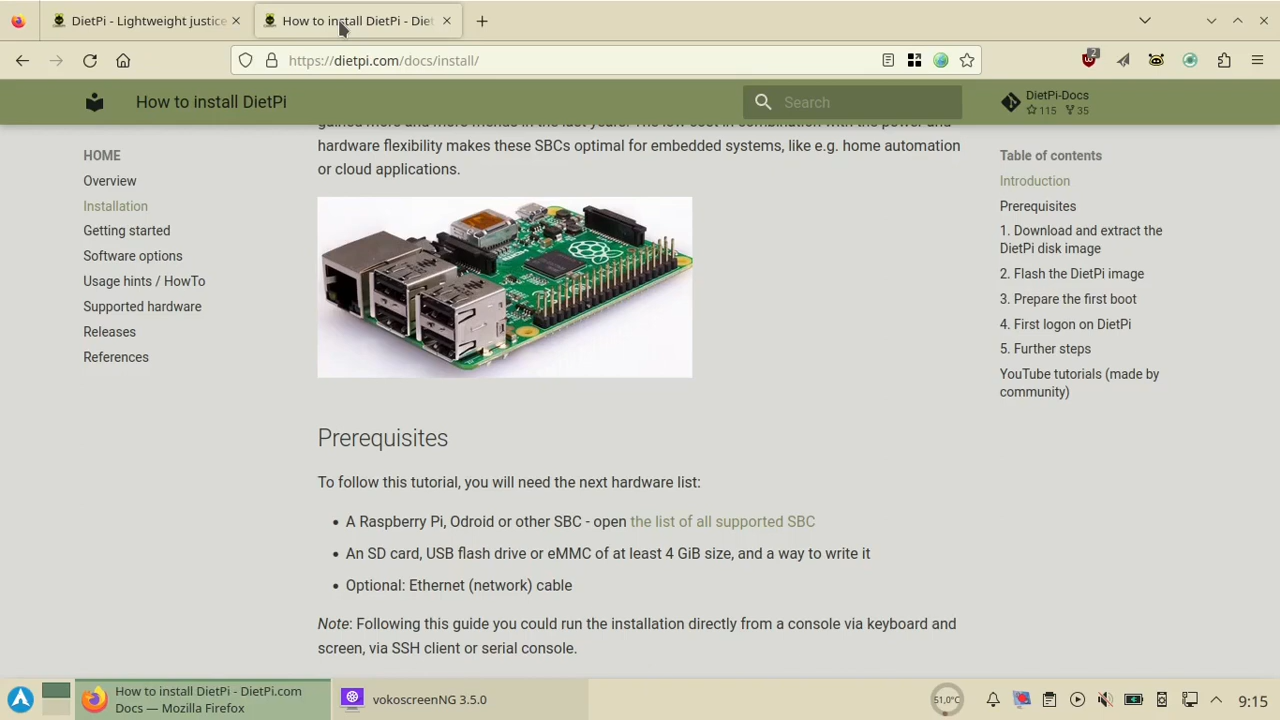 DietPi - Lightweight justice
How to install DietPi - Diet
https://dietpi.com/docs/install/
2
How to install DietPi
Search
DietPi-Docs
115 35
HOME
Overview
Installation
Getting started
Software options
Usage hints / HowTo
Supported hardware
Releases
References
hardware flexibility makes these SBCs optimal for embedded systems, like e.g. home automation
or cloud applications.
Prerequisites
To follow this tutorial, you will need the next hardware list:
A Raspberry Pi, Odroid or other SBC - open the list of all supported SBC
An SD card, USB flash drive or eMMC of at least 4 GiB size, and a way to write it
Optional: Ethernet (network) cable
Note: Following this guide you could run the installation directly from a console via keyboard and
screen, via SSH client or serial console.
Table of contents
Introduction
Prerequisites
1. Download and extract the
DietPi disk image
2. Flash the DietPi image
3. Prepare the first boot
4. First logon on DietPi
5. Further steps
YouTube tutorials (made by
community)
How to install DietPi - DietPi.com
Docs — Mozilla Firefox
vokoscreenNG 3.5.0
51,0°C
9:15